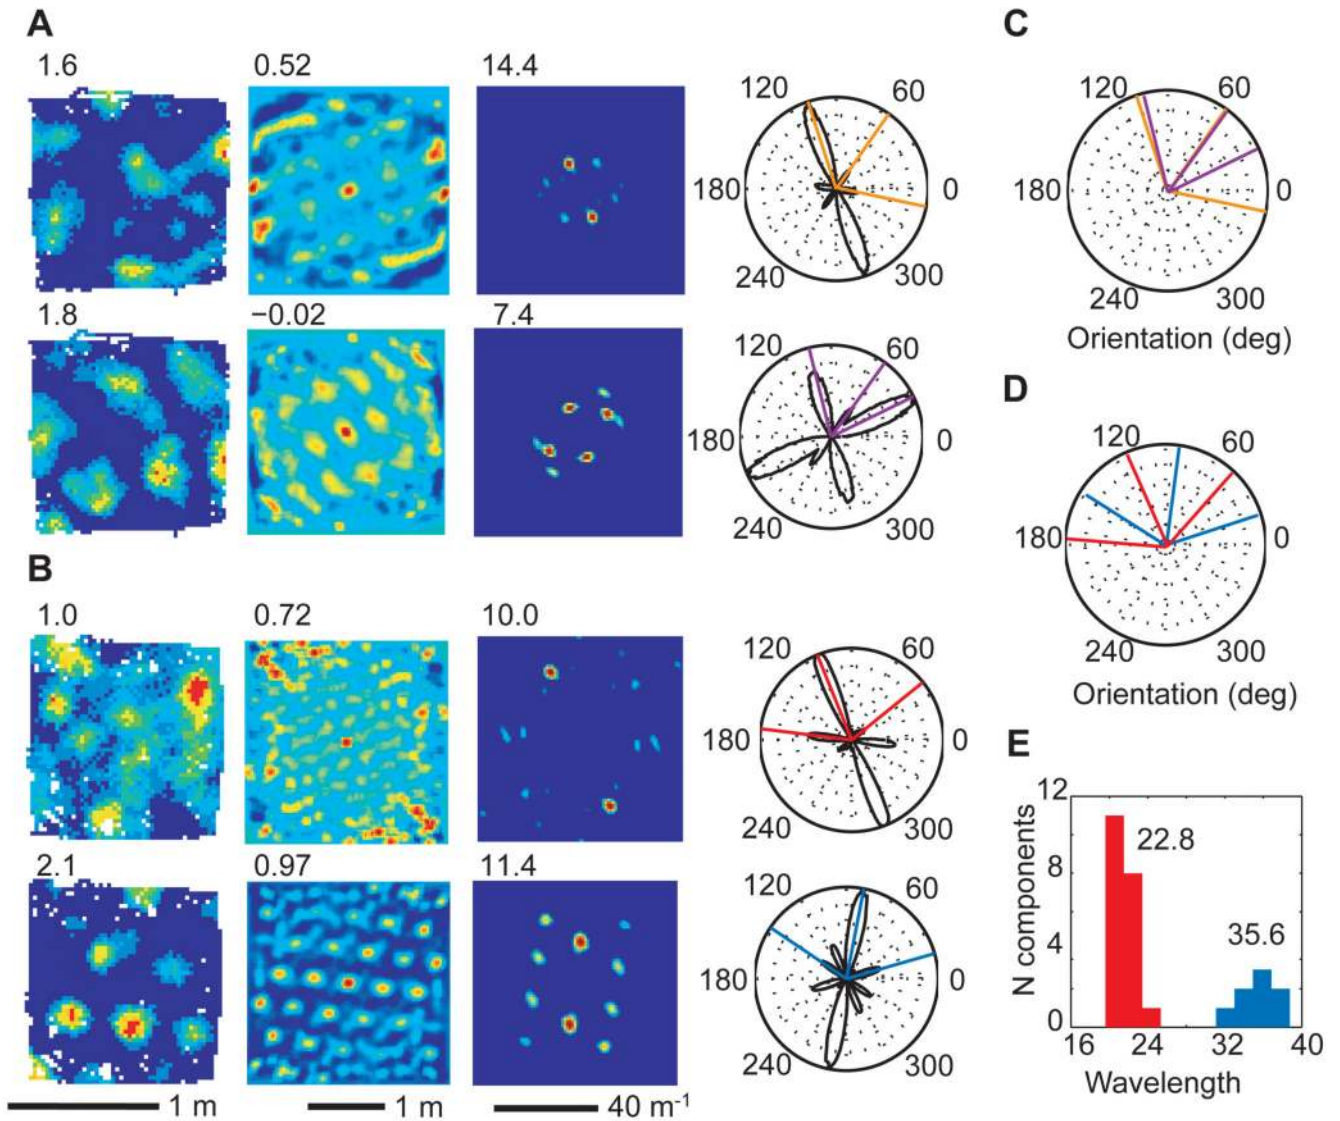 A
1.6 0.52 14.4
120 60
180 0
240 300
1.8 −0.02 7.4
120 60
180 0
240 300
B
1.0 0.72 10.0
120 60
180 0
240 300
2.1 0.97 11.4
120 60
180 0
240 300
1 m 1 m 40 m-1
C
120 60
180 0
240 300
Orientation (deg)
D
120 60
180 0
240 300
Orientation (deg)
E
12
8
4
0
N components
22.8
35.6
16 24 32 40
Wavelength